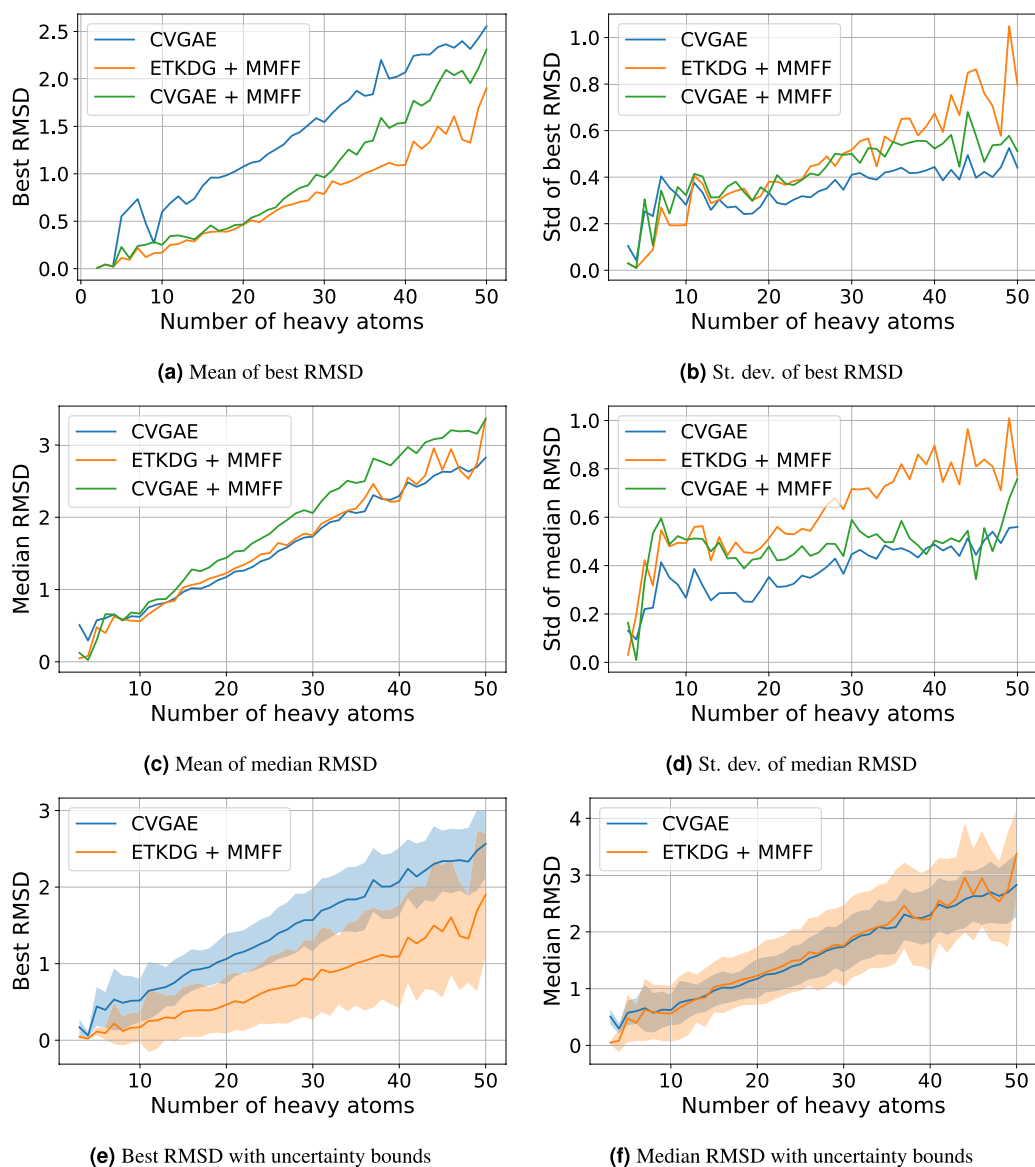 2.5
2.0
1.5
1.0
0.5
0.0
Best RMSD
CVGAE
ETKDG + MMFF
CVGAE + MMFF
0 10 20 30 40 50
Number of heavy atoms
(a) Mean of best RMSD
1.0
0.8
0.6
0.4
0.2
0.0
Std of best RMSD
CVGAE
ETKDG + MMFF
CVGAE + MMFF
10 20 30 40 50
Number of heavy atoms
(b) St. dev. of best RMSD
3
2
1
0
Median RMSD
CVGAE
ETKDG + MMFF
CVGAE + MMFF
10 20 30 40 50
Number of heavy atoms
(c) Mean of median RMSD
1.0
0.8
0.6
0.4
0.2
0.0
Std of median RMSD
CVGAE
ETKDG + MMFF
CVGAE + MMFF
10 20 30 40 50
Number of heavy atoms
(d) St. dev. of median RMSD
3
2
1
0
Best RMSD
CVGAE
ETKDG + MMFF
10 20 30 40 50
Number of heavy atoms
(e) Best RMSD with uncertainty bounds
4
3
2
1
0
Median RMSD
CVGAE
ETKDG + MMFF
10 20 30 40 50
Number of heavy atoms
(f) Median RMSD with uncertainty bounds